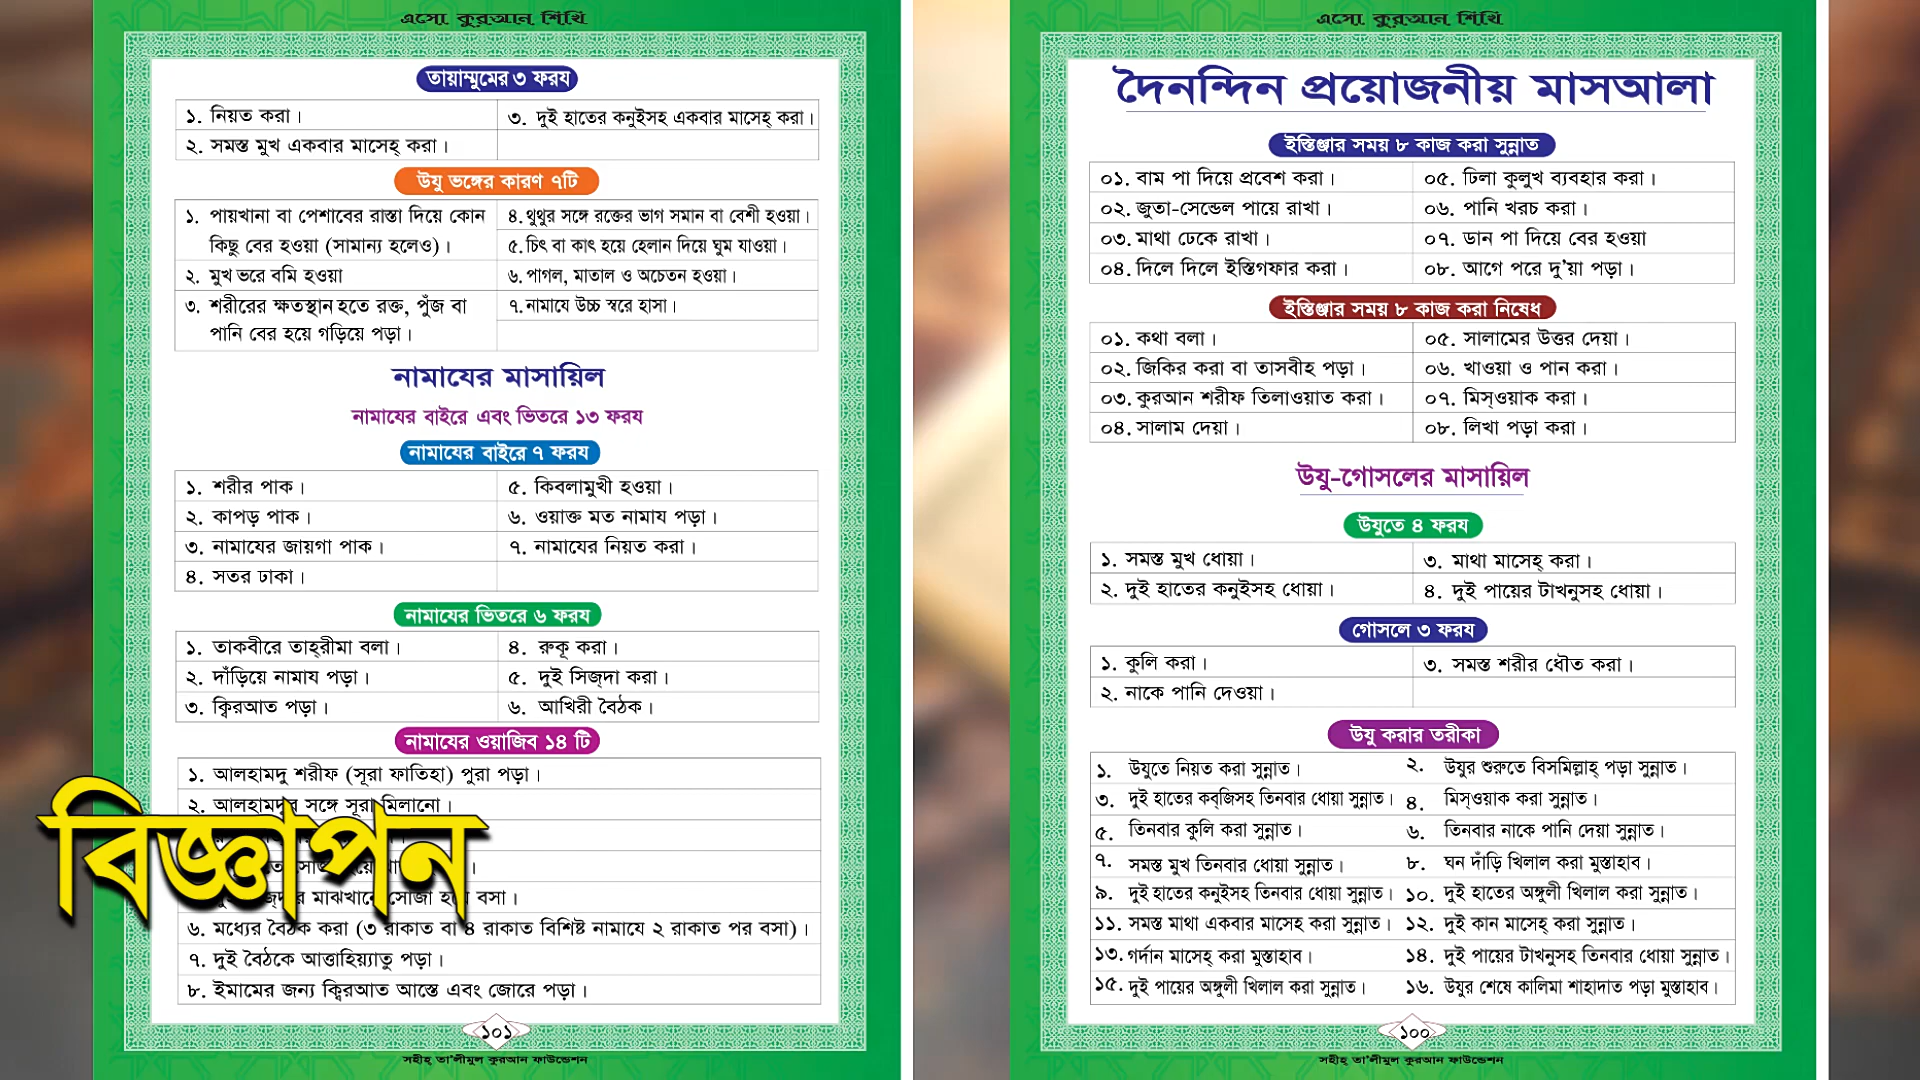 এসো কুরআন শিখি
তায়াম্মুমের ৩ ফরয
১. নিয়ত করা।
২. সমস্ত মুখ একবার মাসেহ্ করা।
৩. দুই হাতের কনুইসহ একবার মাসেহ্ করা।
উযু ভঙ্গের কারণ ৭টি
১. পায়খানা বা পেশাবের রাস্তা দিয়ে কোন
কিছু বের হওয়া (সামান্য হলেও)।
২. মুখ ভরে বমি হওয়া
৩. শরীরের ক্ষতস্থান হতে রক্ত, পুঁজ বা
পানি বের হয়ে গড়িয়ে পড়া।
৪. থুথুর সঙ্গে রক্তের ভাগ সমান বা বেশী হওয়া।
৫. চিৎ বা কাৎ হয়ে হেলান দিয়ে ঘুম যাওয়া।
৬. পাগল, মাতাল ও অচেতন হওয়া।
৭. নামাযে উচ্চ স্বরে হাসা।
নামাযের মাসায়িল
নামাযের বাইরে এবং ভিতরে ১৩ ফরয
নামাযের বাইরে ৭ ফরয
১. শরীর পাক।
২. কাপড় পাক।
৩. নামাযের জায়গা পাক।
৪. সতর ঢাকা।
৫. কিবলামুখী হওয়া।
৬. ওয়াক্ত মত নামায পড়া।
৭. নামাযের নিয়ত করা।
নামাযের ভিতরে ৬ ফরয
১. তাকবীরে তাহ্‌রীমা বলা।
২. দাঁড়িয়ে নামায পড়া।
৩. ক্বিরআত পড়া।
৪. রুকূ করা।
৫. দুই সিজ্‌দা করা।
৬. আখিরী বৈঠক।
নামাযের ওয়াজিব ১৪ টি
১. আলহামদু শরীফ (সূরা ফাতিহা) পুরা পড়া।
২. আলহামদুর সঙ্গে সূরা মিলানো।
মাঝখানে সোজা হয়ে বসা।
৬. মধ্যের বৈঠক করা (৩ রাকাত বা ৪ রাকাত বিশিষ্ট নামাযে ২ রাকাত পর বসা)।
৭. দুই বৈঠকে আত্তাহিয়্যাতু পড়া।
৮. ইমামের জন্য ক্বিরআত আস্তে এবং জোরে পড়া।
বিজ্ঞাপন
১০১
সহীহ্ তা'লীমুল কুরআন ফাউন্ডেশন
এসো কুরআন শিখি
দৈনন্দিন প্রয়োজনীয় মাসআলা
ইস্তিঞ্জার সময় ৮ কাজ করা সুন্নাত
০১. বাম পা দিয়ে প্রবেশ করা।
০২. জুতা-সেন্ডেল পায়ে রাখা।
০৩. মাথা ঢেকে রাখা।
০৪. দিলে দিলে ইস্তিগফার করা।
০৫. ঢিলা কুলুখ ব্যবহার করা।
০৬. পানি খরচ করা।
০৭. ডান পা দিয়ে বের হওয়া
০৮. আগে পরে দু'য়া পড়া।
ইস্তিঞ্জার সময় ৮ কাজ করা নিষেধ
০১. কথা বলা।
০২. জিকির করা বা তাসবীহ পড়া।
০৩. কুরআন শরীফ তিলাওয়াত করা।
০৪. সালাম দেয়া।
০৫. সালামের উত্তর দেয়া।
০৬. খাওয়া ও পান করা।
০৭. মিস্‌ওয়াক করা।
০৮. লিখা পড়া করা।
উযু-গোসলের মাসায়িল
উযুতে ৪ ফরয
১. সমস্ত মুখ ধোয়া।
২. দুই হাতের কনুইসহ ধোয়া।
৩. মাথা মাসেহ্ করা।
৪. দুই পায়ের টাখনুসহ ধোয়া।
গোসলে ৩ ফরয
১. কুলি করা।
২. নাকে পানি দেওয়া।
৩. সমস্ত শরীর ধৌত করা।
উযু করার তরীকা
১. উযুতে নিয়ত করা সুন্নাত।
২. উযুর শুরুতে বিসমিল্লাহ্ পড়া সুন্নাত।
৩. দুই হাতের কব্‌জিসহ তিনবার ধোয়া সুন্নাত।
৪. মিস্‌ওয়াক করা সুন্নাত।
৫. তিনবার কুলি করা সুন্নাত।
৬. তিনবার নাকে পানি দেয়া সুন্নাত।
৭. সমস্ত মুখ তিনবার ধোয়া সুন্নাত।
৮. ঘন দাঁড়ি খিলাল করা মুস্তাহাব।
৯. দুই হাতের কনুইসহ তিনবার ধোয়া সুন্নাত।
১০. দুই হাতের অঙ্গুলী খিলাল করা সুন্নাত।
১১. সমস্ত মাথা একবার মাসেহ করা সুন্নাত।
১২. দুই কান মাসেহ্ করা সুন্নাত।
১৩. গর্দান মাসেহ্ করা মুস্তাহাব।
১৪. দুই পায়ের টাখনুসহ তিনবার ধোয়া সুন্নাত।
১৫. দুই পায়ের অঙ্গুলী খিলাল করা সুন্নাত।
১৬. উযুর শেষে কালিমা শাহাদাত পড়া মুস্তাহাব।
১০০
সহীহ্ তা'লীমুল কুরআন ফাউন্ডেশন